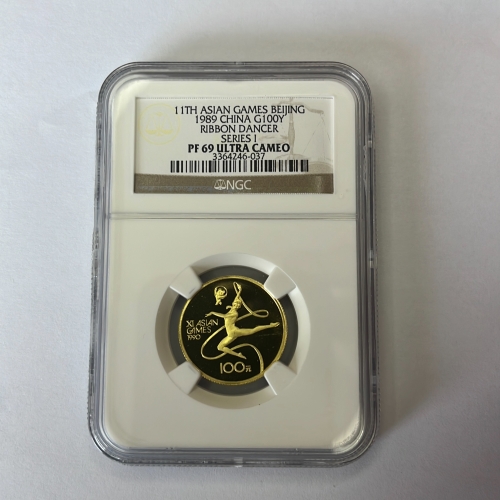 11TH ASIAN GAMES BEIJING
1989 CHINA G100Y
RIBBON DANCER
SERIES I
PF 69 ULTRA CAMEO
3364246-037
NGC
XI ASIAN
GAMES
1990
100元